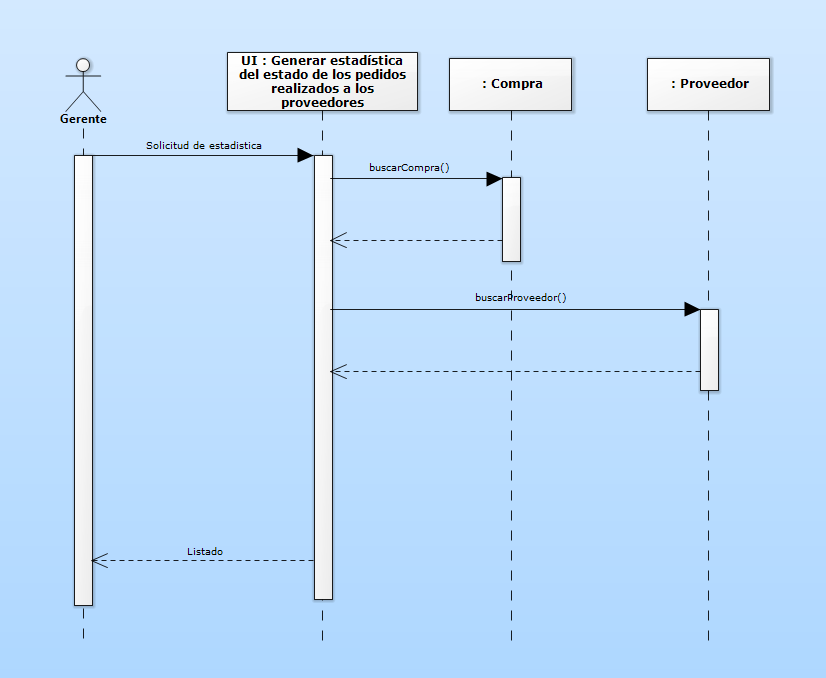 UI : Generar estadística
del estado de los pedidos
realizados a los
proveedores
: Compra
: Proveedor
Gerente
Solicitud de estadistica
buscarCompra()
buscarProveedor()
Listado